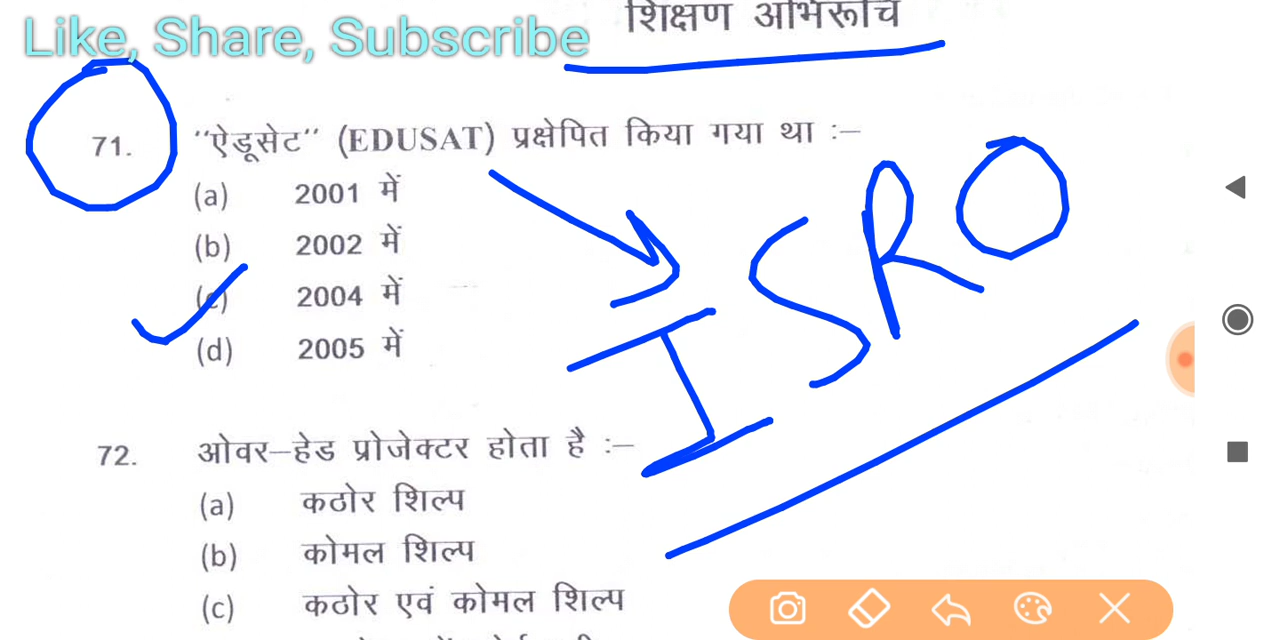 Like, Share, Subscribe
शिक्षण अभिरूचि
71. ''ऐडूसेट'' (EDUSAT) प्रक्षेपित किया गया था :–
(a) 2001 में
(b) 2002 में
(c) 2004 में
(d) 2005 में
ISRO
72. ओवर–हेड प्रोजेक्टर होता है :–
(a) कठोर शिल्प
(b) कोमल शिल्प
(c) कठोर एवं कोमल शिल्प